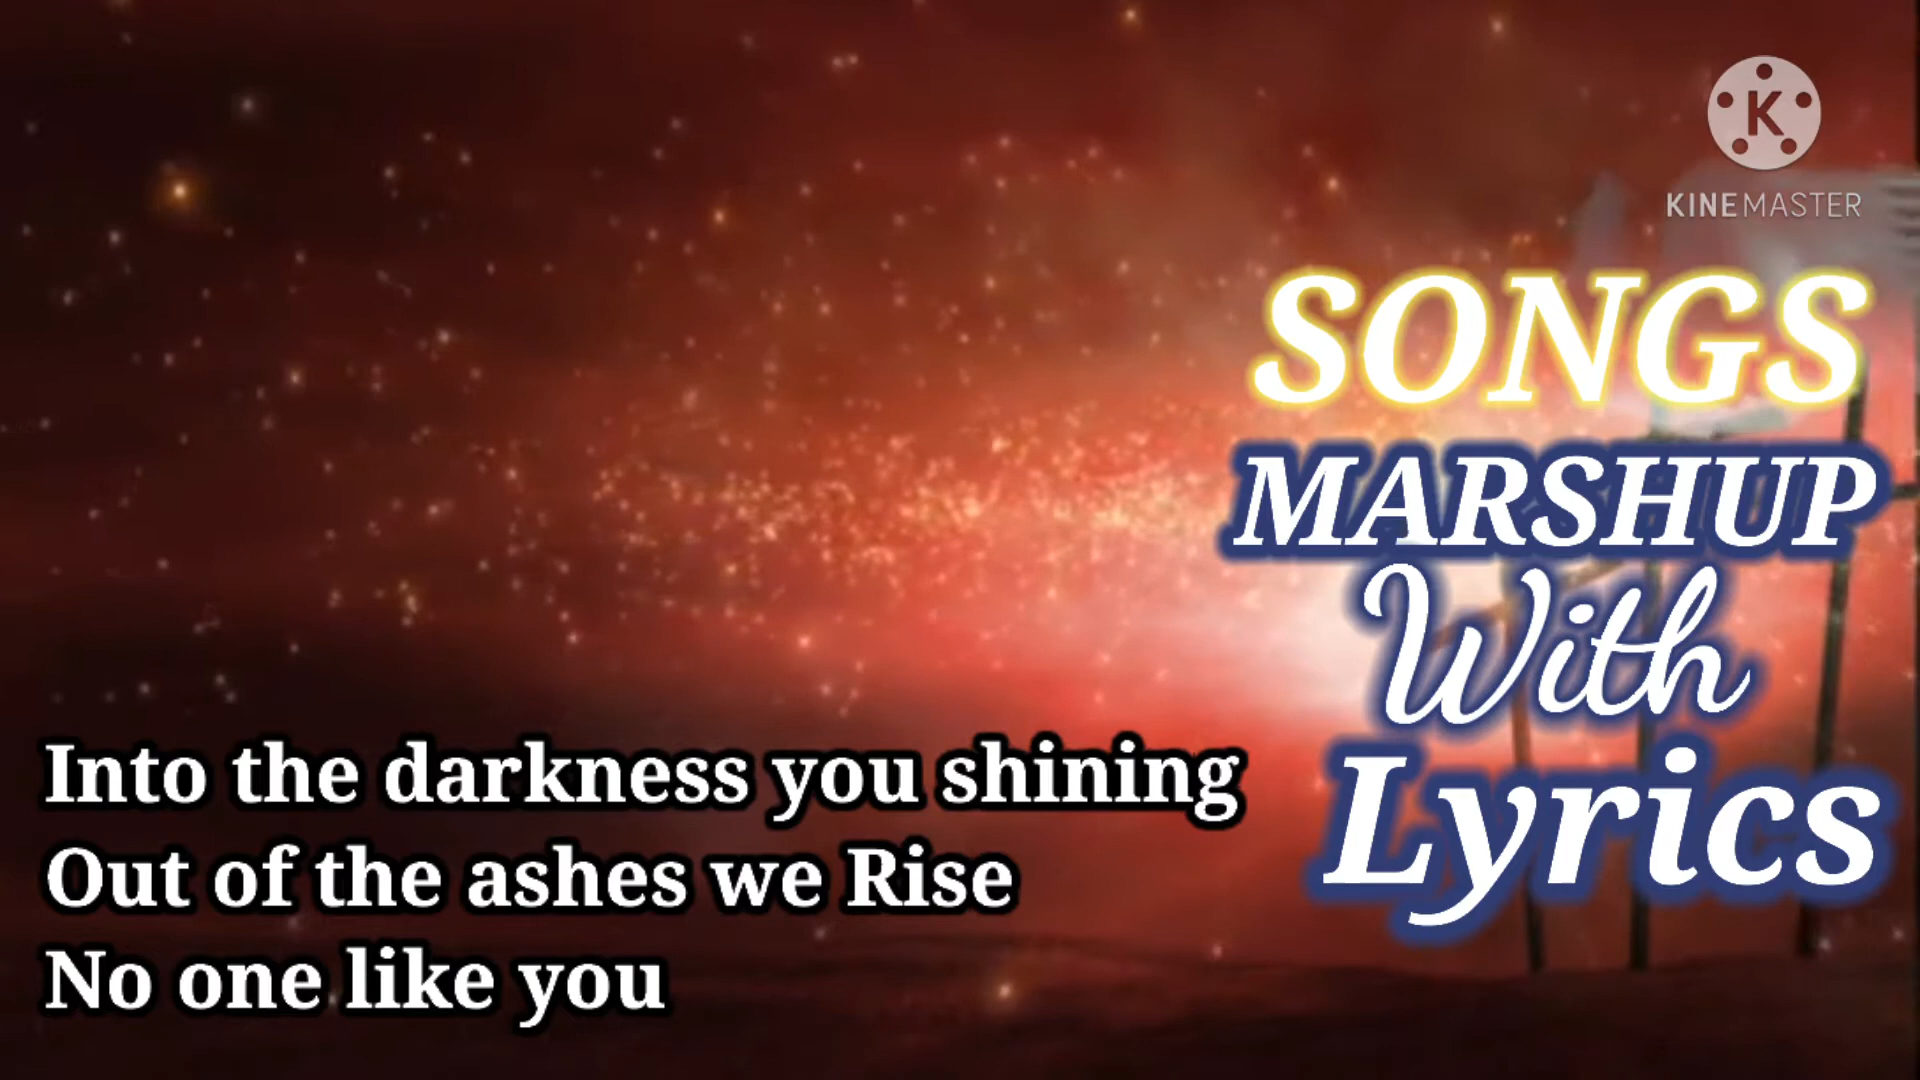 K
KINEMASTER
SONGS
MARSHUP
With
Lyrics
Into the darkness you shining
Out of the ashes we Rise
No one like you